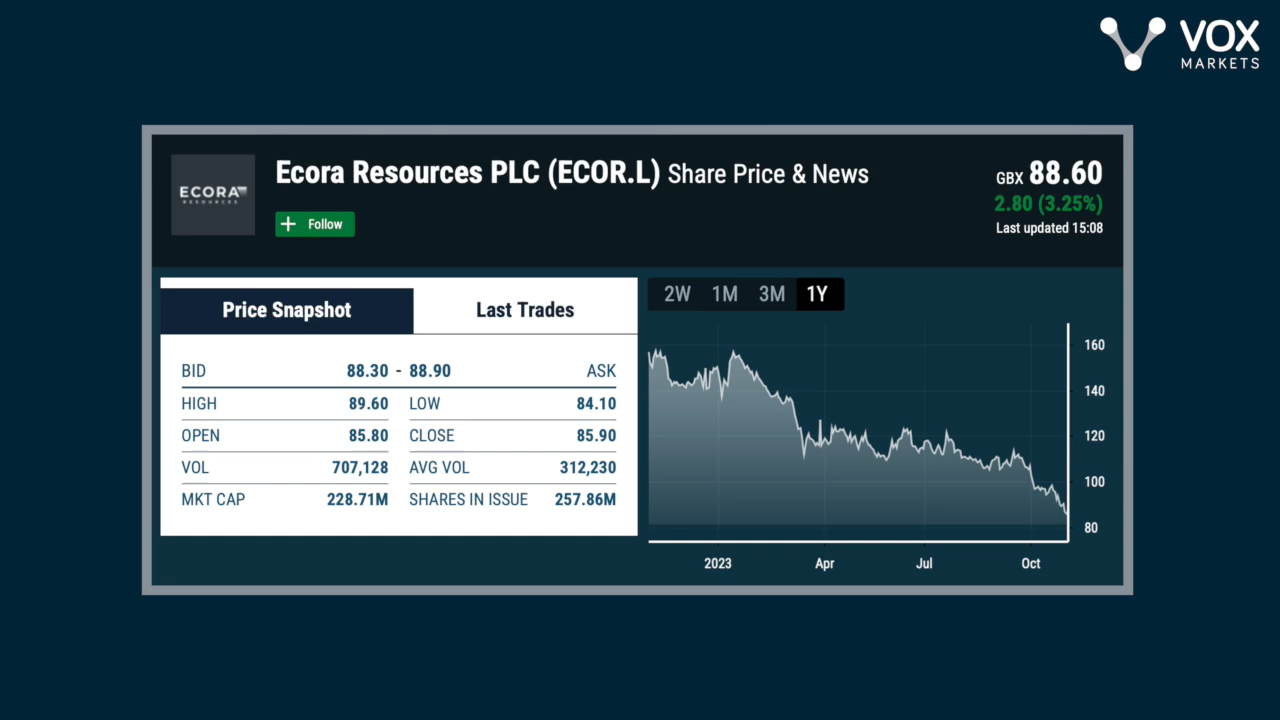 VOX
MARKETS
ECORA
RESOURCES
Ecora Resources PLC (ECOR.L) Share Price & News
+ Follow
GBX 88.60
2.80 (3.25%)
Last updated 15:08
Price Snapshot
Last Trades
BID 88.30 - 88.90 ASK
HIGH 89.60 LOW 84.10
OPEN 85.80 CLOSE 85.90
VOL 707,128 AVG VOL 312,230
MKT CAP 228.71M SHARES IN ISSUE 257.86M
2W 1M 3M 1Y
160
140
120
100
80
2023 Apr Jul Oct